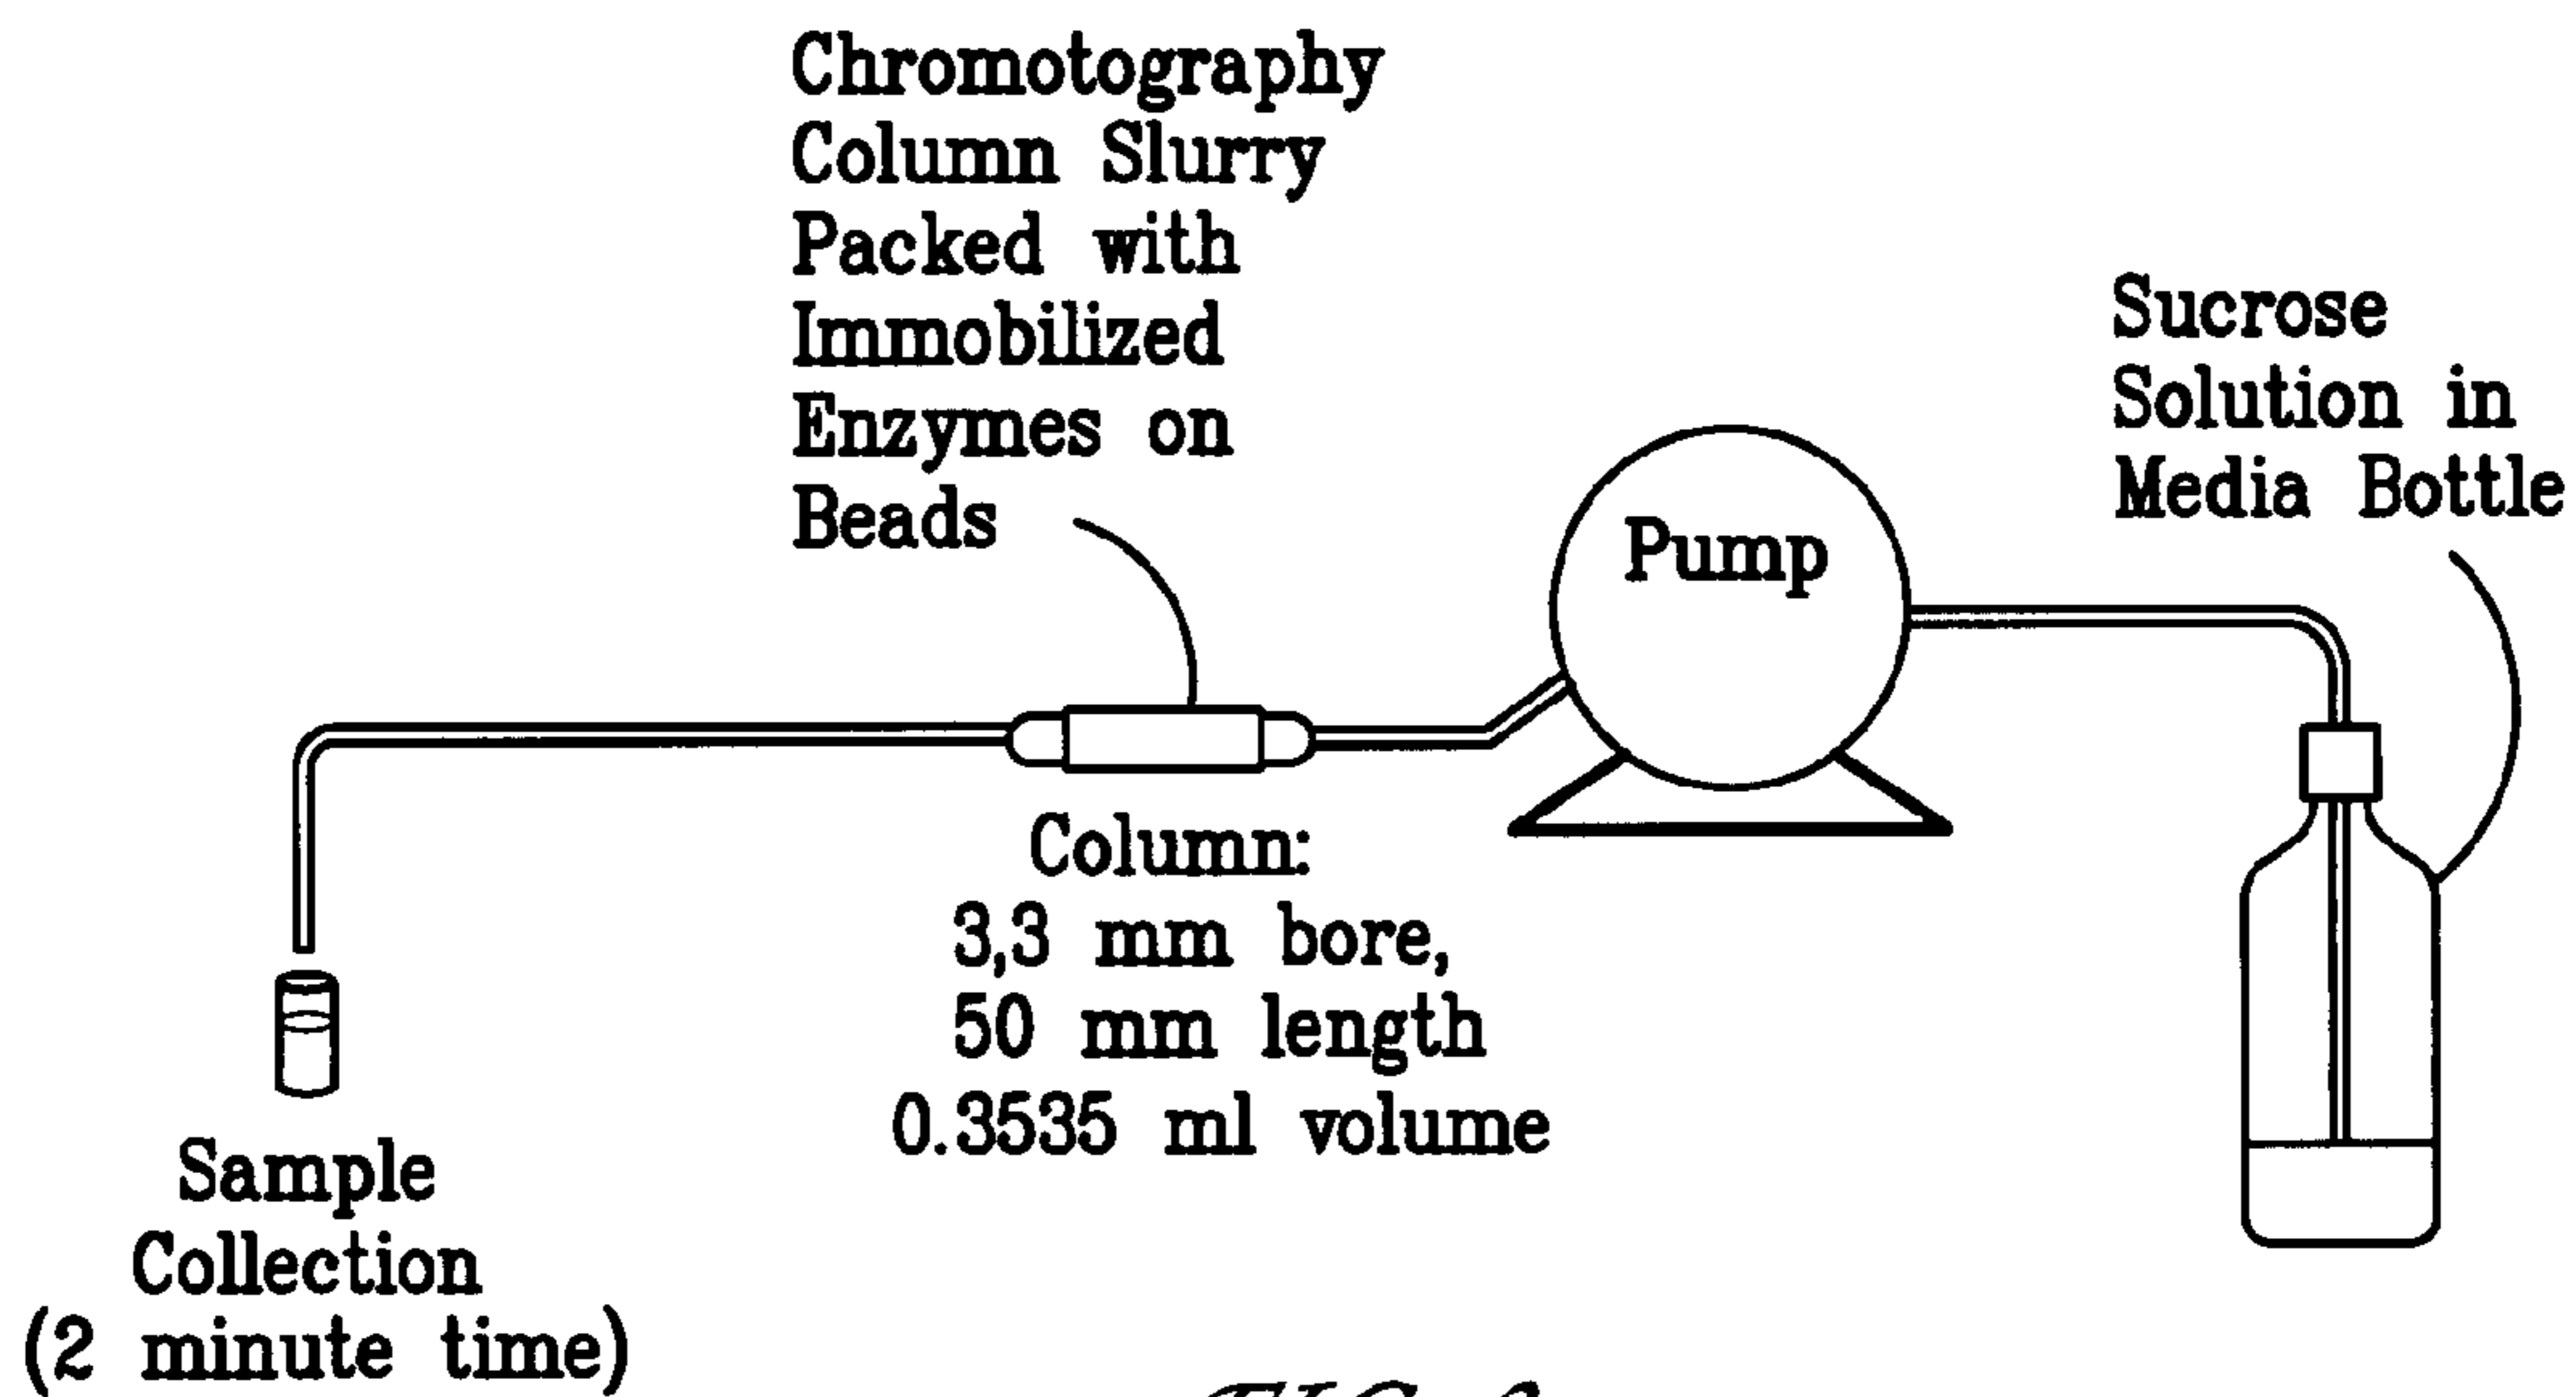 Chromotography
Column Slurry
Packed with
Immobilized
Enzymes on
Beads
Sucrose
Solution in
Media Bottle
Pump
Column:
3,3 mm bore,
50 mm length
0.3535 ml volume
Sample
Collection
(2 minute time)